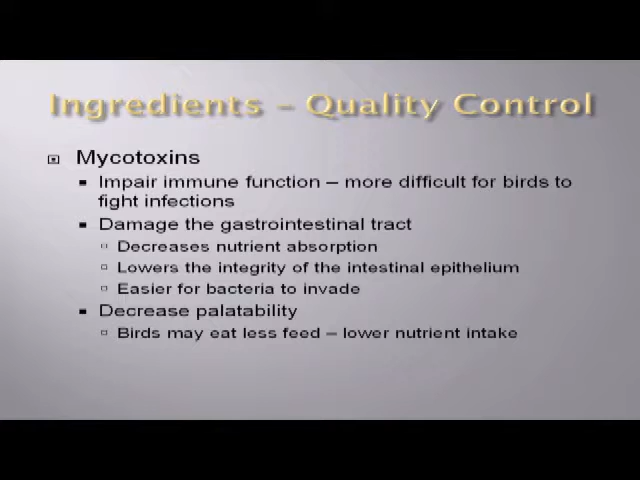 Ingredients – Quality Control
Mycotoxins
Impair immune function – more difficult for birds to
fight infections
Damage the gastrointestinal tract
Decreases nutrient absorption
Lowers the integrity of the intestinal epithelium
Easier for bacteria to invade
Decrease palatability
Birds may eat less feed – lower nutrient intake